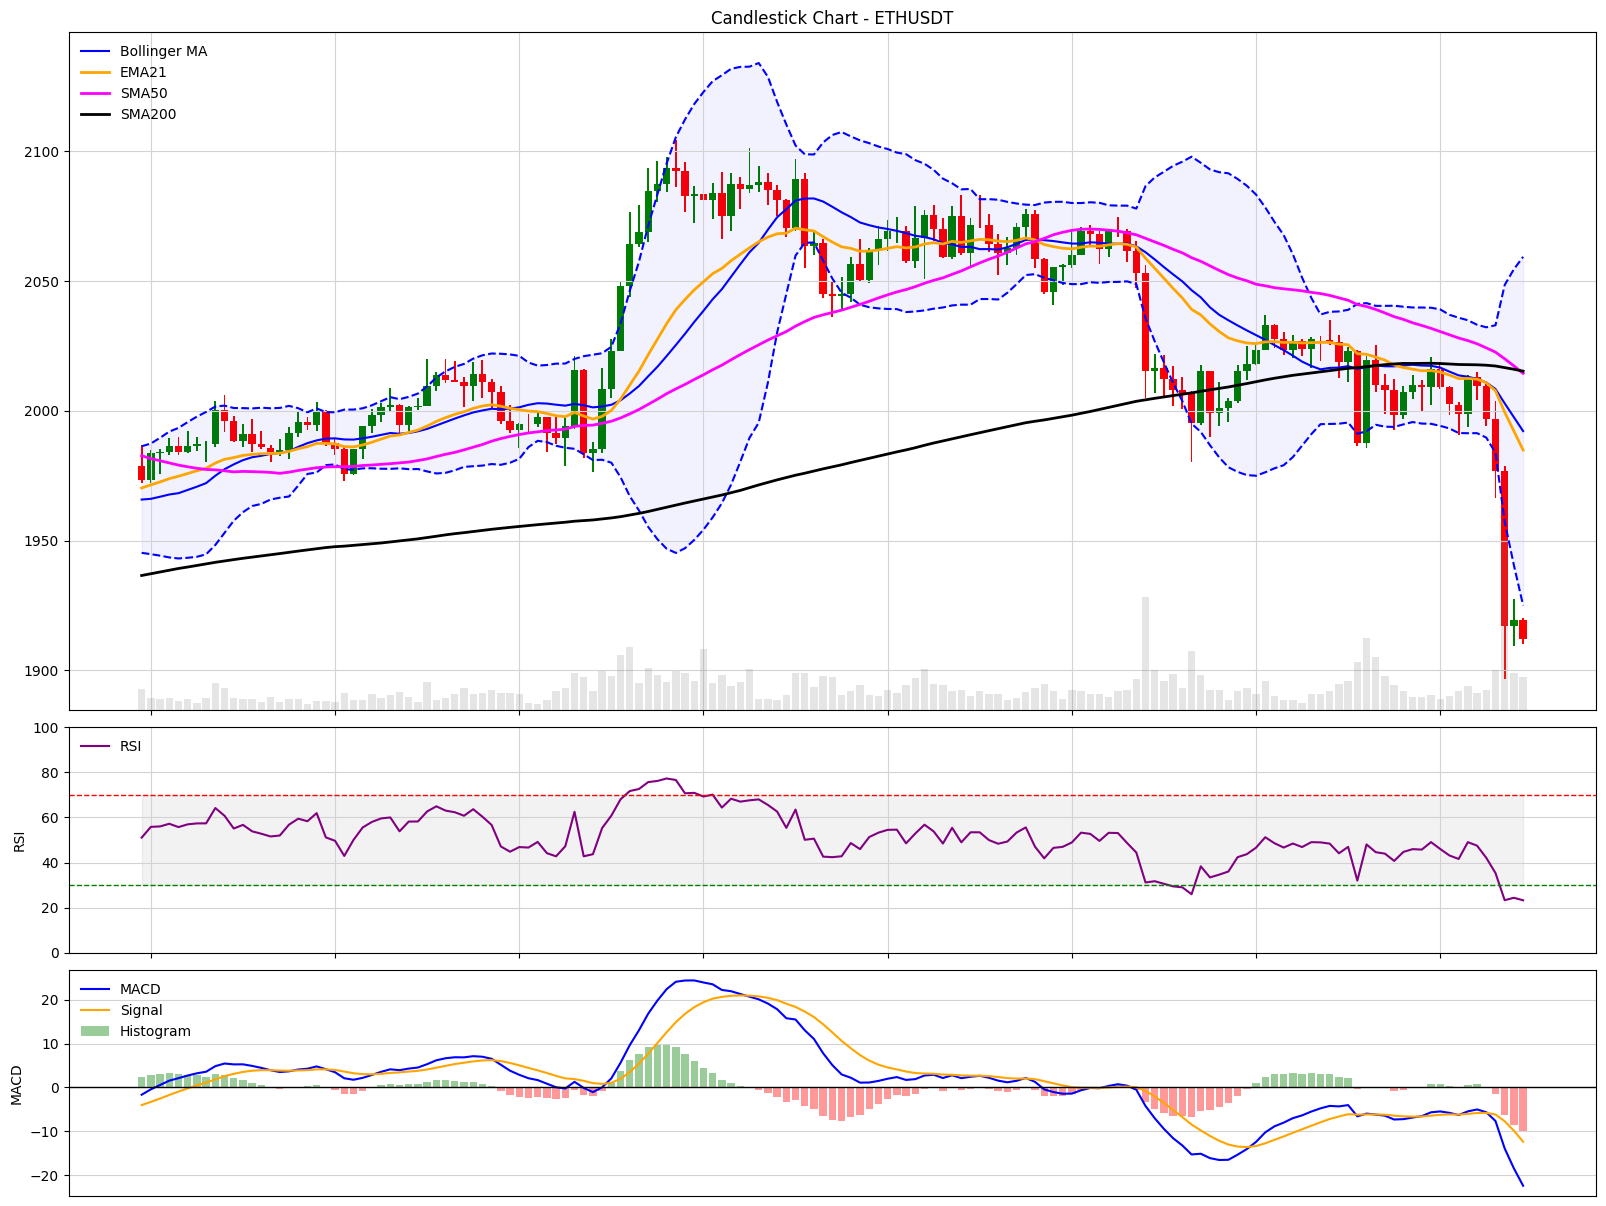 Candlestick Chart - ETHUSDT
Bollinger MA
EMA21
SMA50
SMA200
2100
2050
2000
1950
1900
RSI
RSI
100
80
60
40
20
0
MACD
MACD
Signal
Histogram
20
10
0
−10
−20